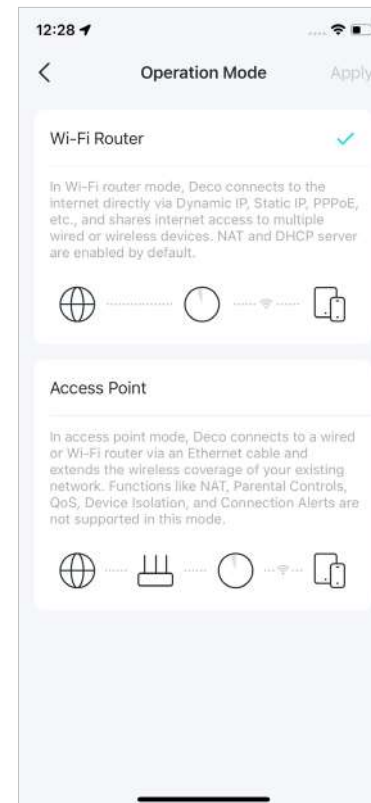 12:28
Operation Mode
Apply
Wi-Fi Router
In Wi-Fi router mode, Deco connects to the
internet directly via Dynamic IP, Static IP, PPPoE,
etc., and shares internet access to multiple
wired or wireless devices. NAT and DHCP server
are enabled by default.
Access Point
In access point mode, Deco connects to a wired
or Wi-Fi router via an Ethernet cable and
extends the wireless coverage of your existing
network. Functions like NAT, Parental Controls,
QoS, Device Isolation, and Connection Alerts are
not supported in this mode.